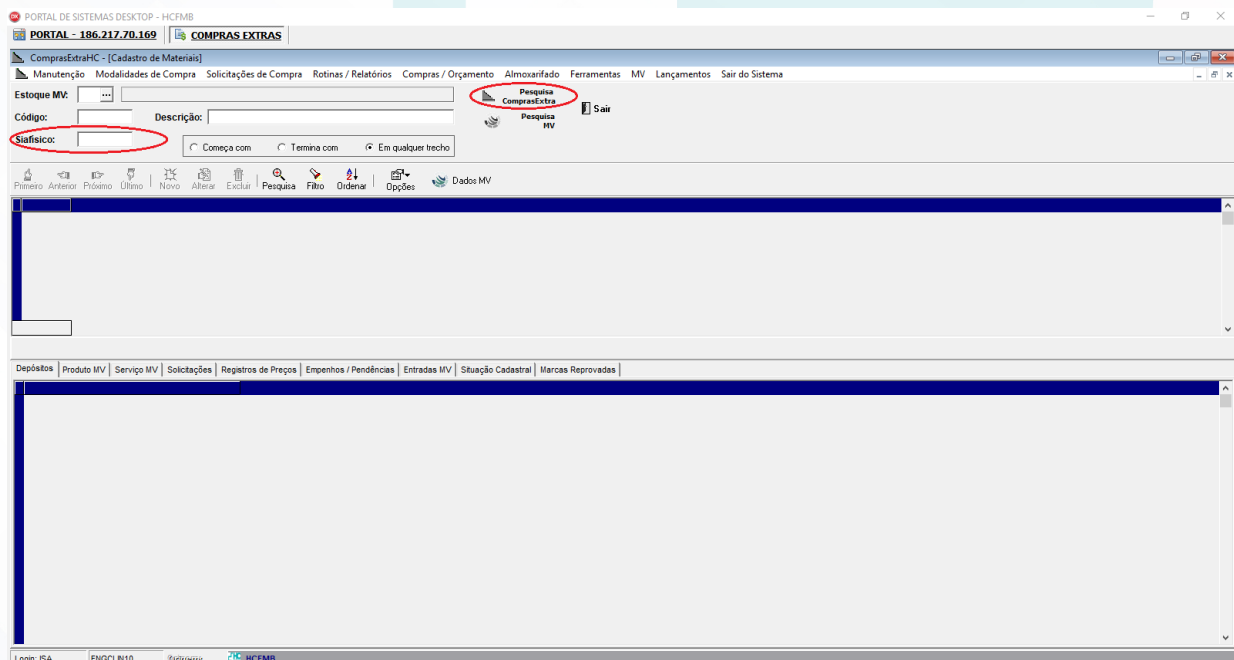 PORTAL DE SISTEMAS DESKTOP - HCFMB
PORTAL - 186.217.70.169 COMPRAS EXTRAS
ComprasExtraHC - [Cadastro de Materiais]
Manutenção Modalidades de Compra Solicitações de Compra Rotinas / Relatórios Compras / Orçamento Almoxarifado Ferramentas MV Lançamentos Sair do Sistema
Estoque MV: ...
Pesquisa
ComprasExtra
Sair
Código: Descrição:
Pesquisa
MV
Siafísico:
Começa com Termina com Em qualquer trecho
Primeiro Anterior Próximo Último Novo Alterar Excluir Pesquisa Filtro Ordenar Opções Dados MV
Depósitos Produto MV Serviço MV Solicitações Registros de Preços Empenhos / Pendências Entradas MV Situação Cadastral Marcas Reprovadas
Login: ISA ENGCLIN10 HCFMB